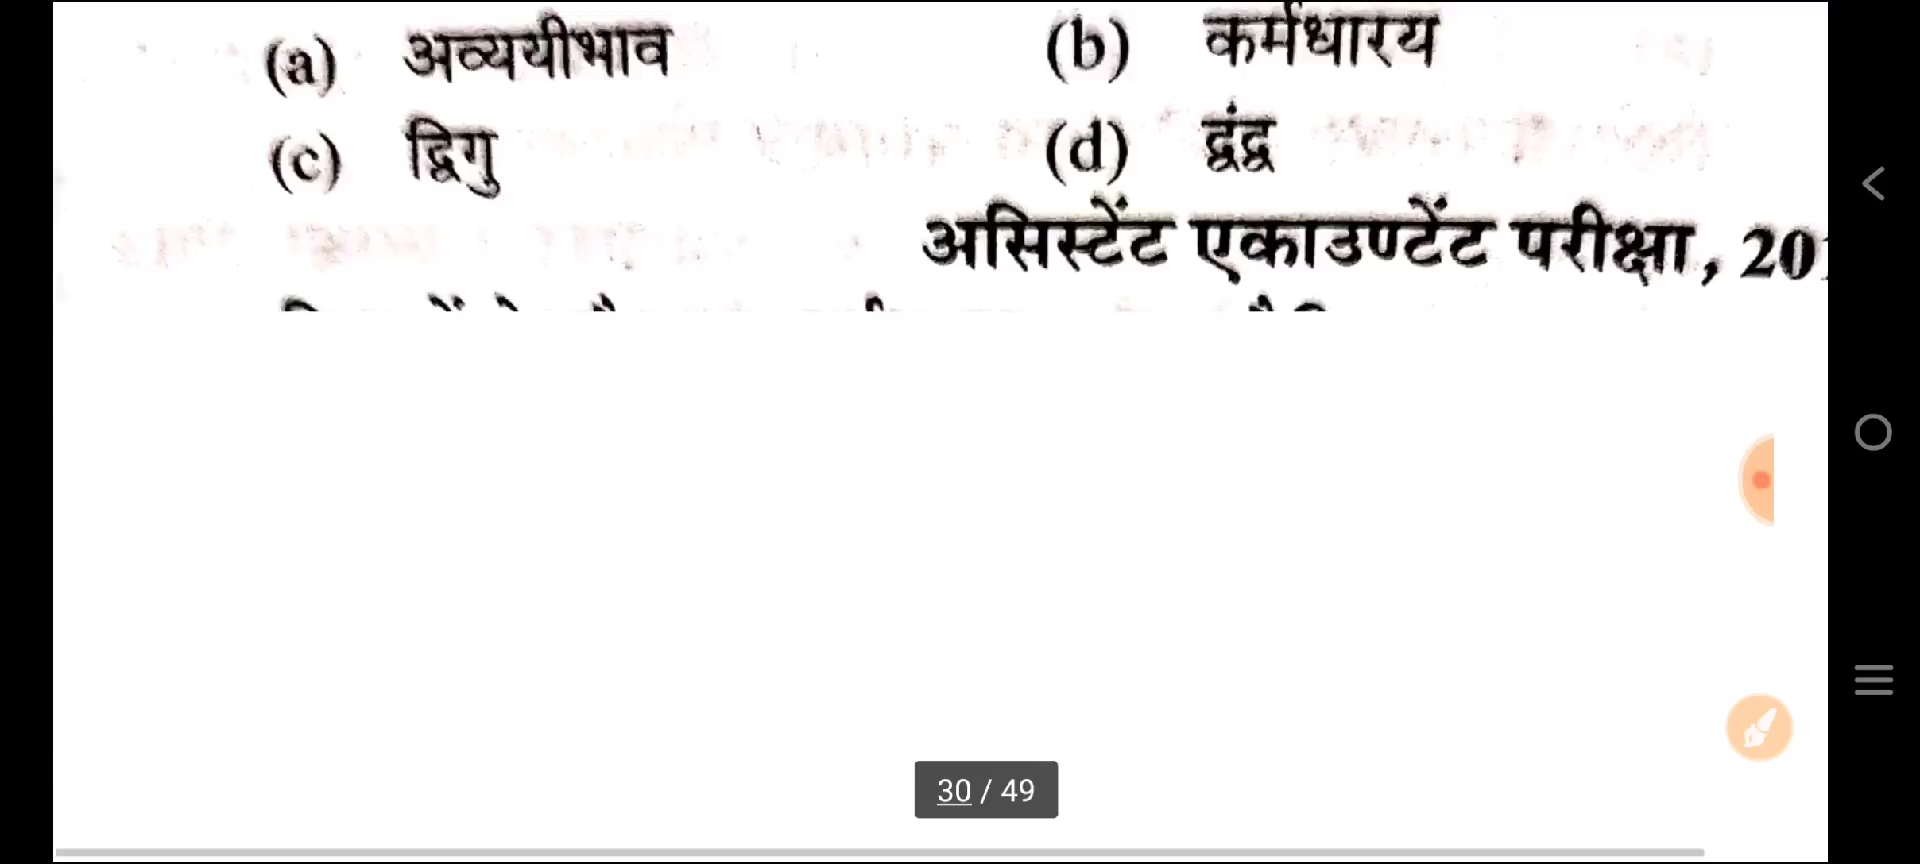 (a) अव्ययीभाव (b) कर्मधारय
(c) द्विगु (d) द्वंद्व
असिस्टेंट एकाउण्टेंट परीक्षा, 20
30 / 49